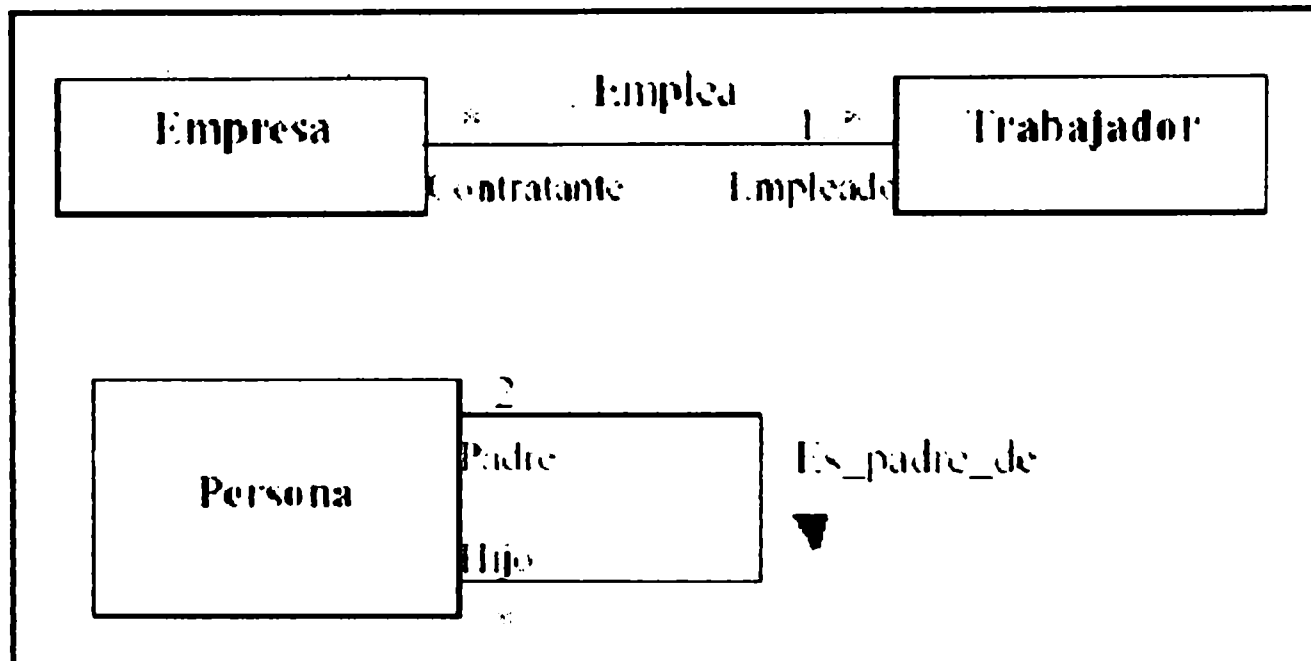 Emplea
Empresa * 1..* Trabajador
Contratante Empleado
2
Padre Es_padre_de
Persona
Hijo
*